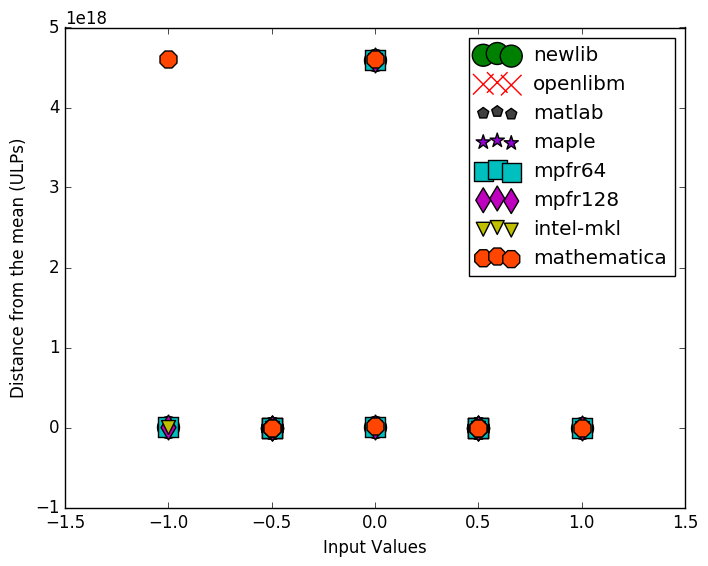 1e18
5
4
3
2
1
0
−1
Distance from the mean (ULPs)
newlib
openlibm
matlab
maple
mpfr64
mpfr128
intel-mkl
mathematica
−1.5 −1.0 −0.5 0.0 0.5 1.0 1.5
Input Values